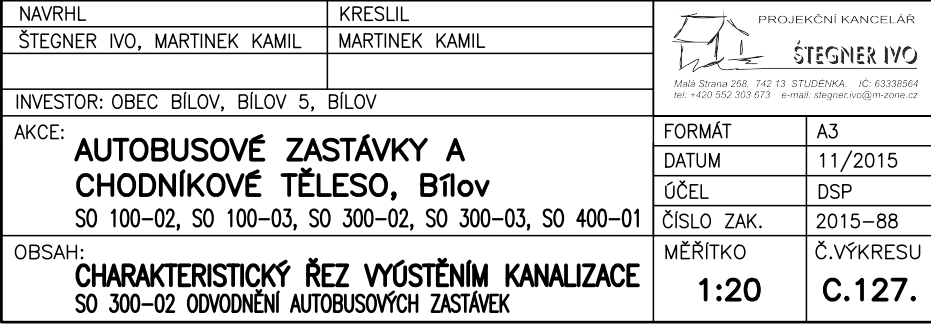 NAVRHL KRESLIL
ŠTEGNER IVO, MARTINEK KAMIL MARTINEK KAMIL
PROJEKČNÍ KANCELÁŘ
ŠTEGNER IVO
Malá Strana 268, 742 13 STUDÉNKA, IČ: 63338564
tel: +420 552 303 673 e-mail: stegner.ivo@m-zone.cz
INVESTOR: OBEC BÍLOV, BÍLOV 5, BÍLOV
AKCE:
AUTOBUSOVÉ ZASTÁVKY A
CHODNÍKOVÉ TĚLESO, Bílov
SO 100-02, SO 100-03, SO 300-02, SO 300-03, SO 400-01
FORMÁT A3
DATUM 11/2015
ÚČEL DSP
ČÍSLO ZAK. 2015-88
OBSAH:
CHARAKTERISTICKÝ ŘEZ VYÚSTĚNÍM KANALIZACE
SO 300-02 ODVODNĚNÍ AUTOBUSOVÝCH ZASTÁVEK
MĚŘÍTKO Č.VÝKRESU
1:20 C.127.